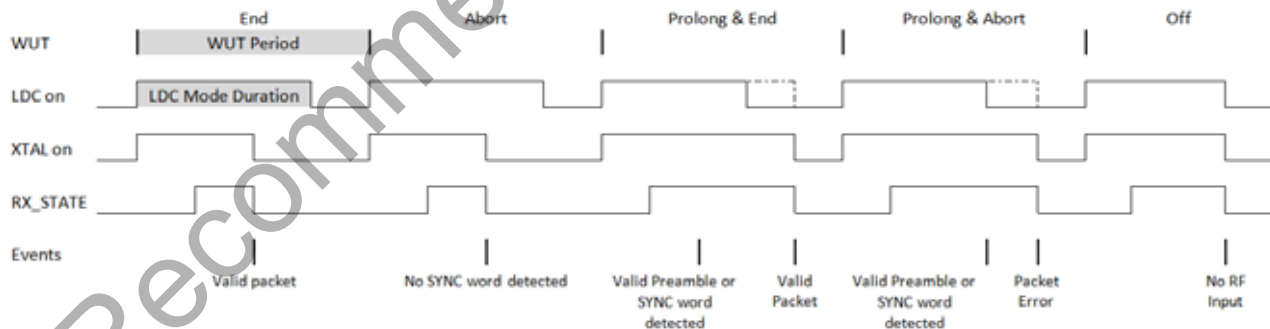 End Abort Prolong & End Prolong & Abort Off
WUT WUT Period
LDC on LDC Mode Duration
XTAL on
RX_STATE
Events
Valid packet No SYNC word detected Valid Preamble or Valid Valid Preamble or Packet No RF
SYNC word Packet SYNC word Error Input
detected detected
Recomme